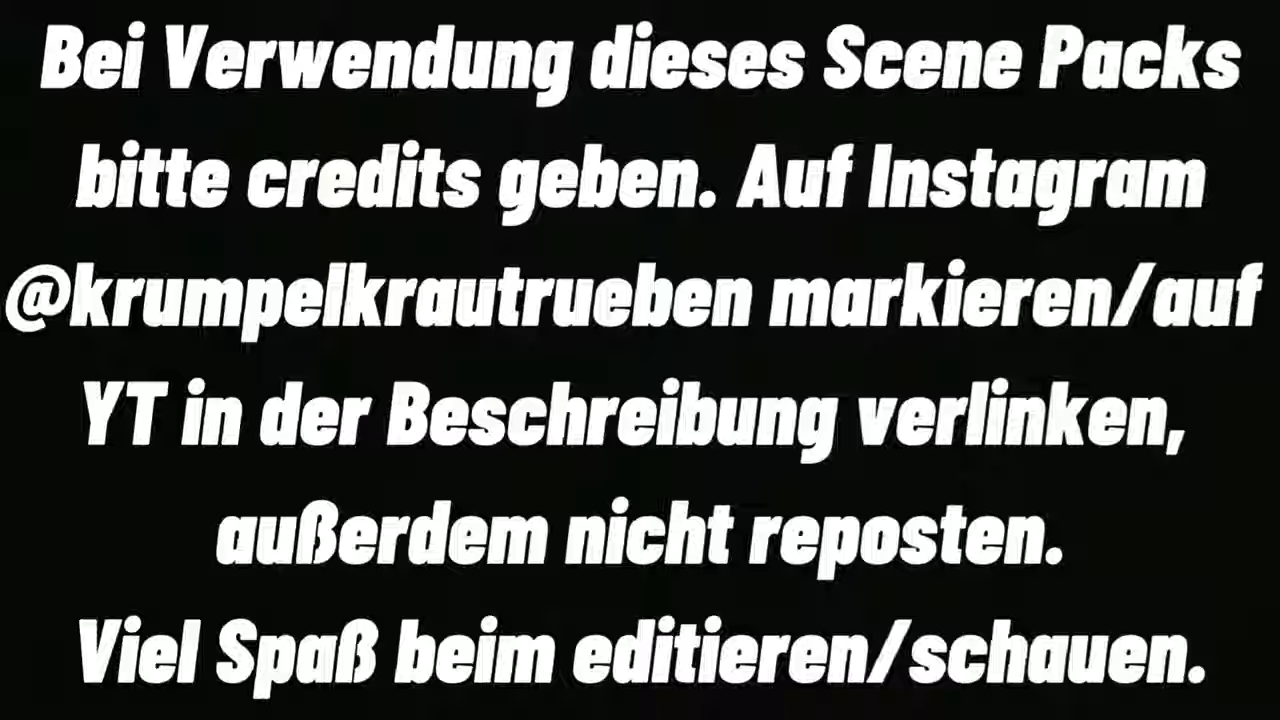 Bei Verwendung dieses Scene Packs
bitte credits geben. Auf Instagram
@krumpelkrautrueben markieren/auf
YT in der Beschreibung verlinken,
außerdem nicht reposten.
Viel Spaß beim editieren/schauen.